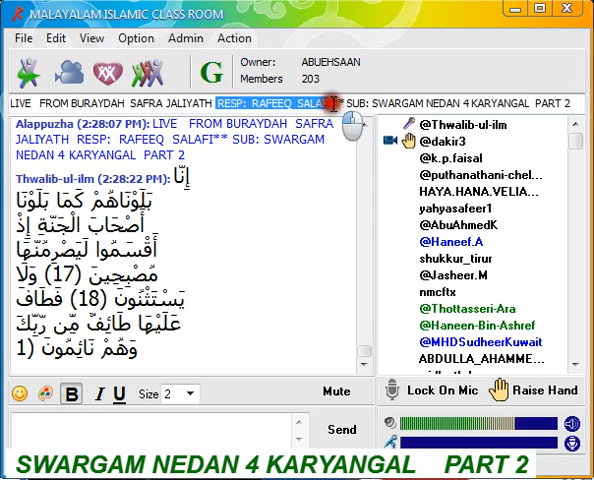 MALAYALAM ISLAMIC CLASS ROOM
File Edit View Option Admin Action
G Owner: ABUEHSAAN
Members 203
LIVE FROM BURAYDAH SAFRA JALIYATH RESP: RAFEEQ SALAFI** SUB: SWARGAM NEDAN 4 KARYANGAL PART 2
Alappuzha (2:28:07 PM): LIVE FROM BURAYDAH SAFRA
JALIYATH RESP: RAFEEQ SALAFI** SUB: SWARGAM
NEDAN 4 KARYANGAL PART 2
Thwalib-ul-ilm (2:28:22 PM): إِنَّا
بَلَوْنَاهُمْ كَمَا بَلَوْنَا
أَصْحَابَ الْجَنَّةِ إِذْ
أَقْسَمُوا لَيَصْرِمُنَّهَا
مُصْبِحِينَ (17) وَلَا
يَسْتَثْنُونَ (18) فَطَافَ
عَلَيْهَا طَائِفٌ مِّن رَّبِّكَ
وَهُمْ نَائِمُونَ (1
@Thwalib-ul-ilm
@dakir3
@k.p.faisal
@puthanathani-chel...
HAYA.HANA.VELIA...
yahyasafeer1
@AbuAhmedK
@Haneef.A
shukkur_tirur
@Jasheer.M
nmcftx
@Thottasseri-Ara
@Haneen-Bin-Ashref
@MHDSudheerKuwait
ABDULLA_AHAMME...
B I U Size 2 Mute
Lock On Mic Raise Hand
Send
SWARGAM NEDAN 4 KARYANGAL PART 2